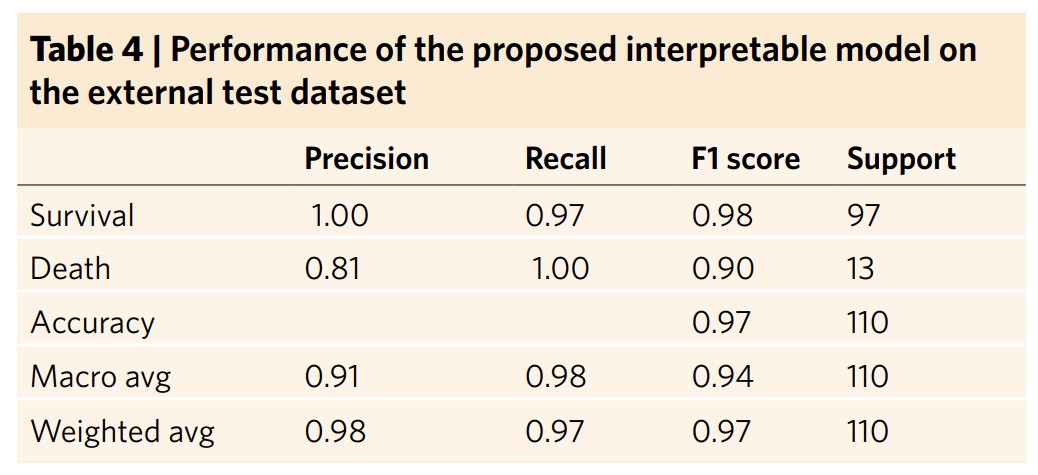 Table 4 | Performance of the proposed interpretable model on
the external test dataset
Precision Recall F1 score Support
Survival 1.00 0.97 0.98 97
Death 0.81 1.00 0.90 13
Accuracy 0.97 110
Macro avg 0.91 0.98 0.94 110
Weighted avg 0.98 0.97 0.97 110